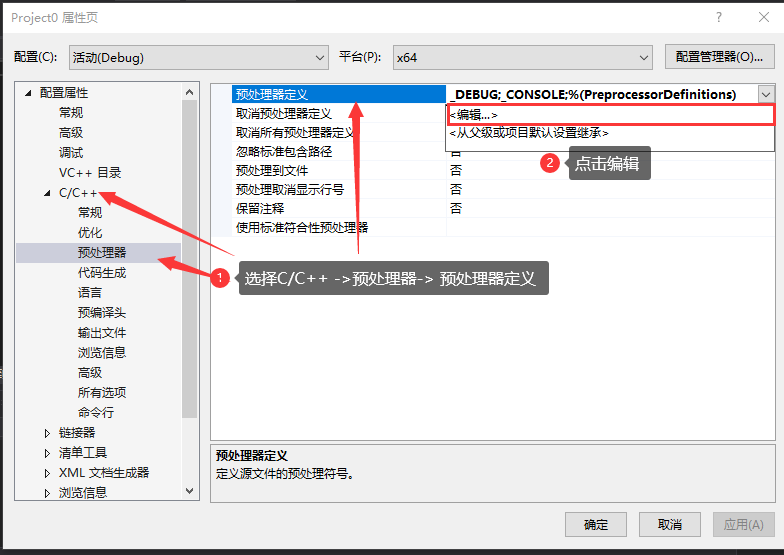 Project0 属性页
?
配置(C):
活动(Debug)
平台(P):
x64
配置管理器(O)...
配置属性
常规
高级
调试
VC++ 目录
C/C++
常规
优化
预处理器
代码生成
语言
预编译头
输出文件
浏览信息
高级
所有选项
命令行
链接器
清单工具
XML 文档生成器
浏览信息
预处理器定义
_DEBUG;_CONSOLE;%(PreprocessorDefinitions)
取消预处理器定义
<编辑...>
取消所有预处理器定义
<从父级或项目默认设置继承>
忽略标准包含路径
否
预处理到文件
否
预处理取消显示行号
否
保留注释
否
使用标准符合性预处理器
2
点击编辑
1
选择C/C++ ->预处理器-> 预处理器定义
预处理器定义
定义源文件的预处理符号。
确定
取消
应用(A)